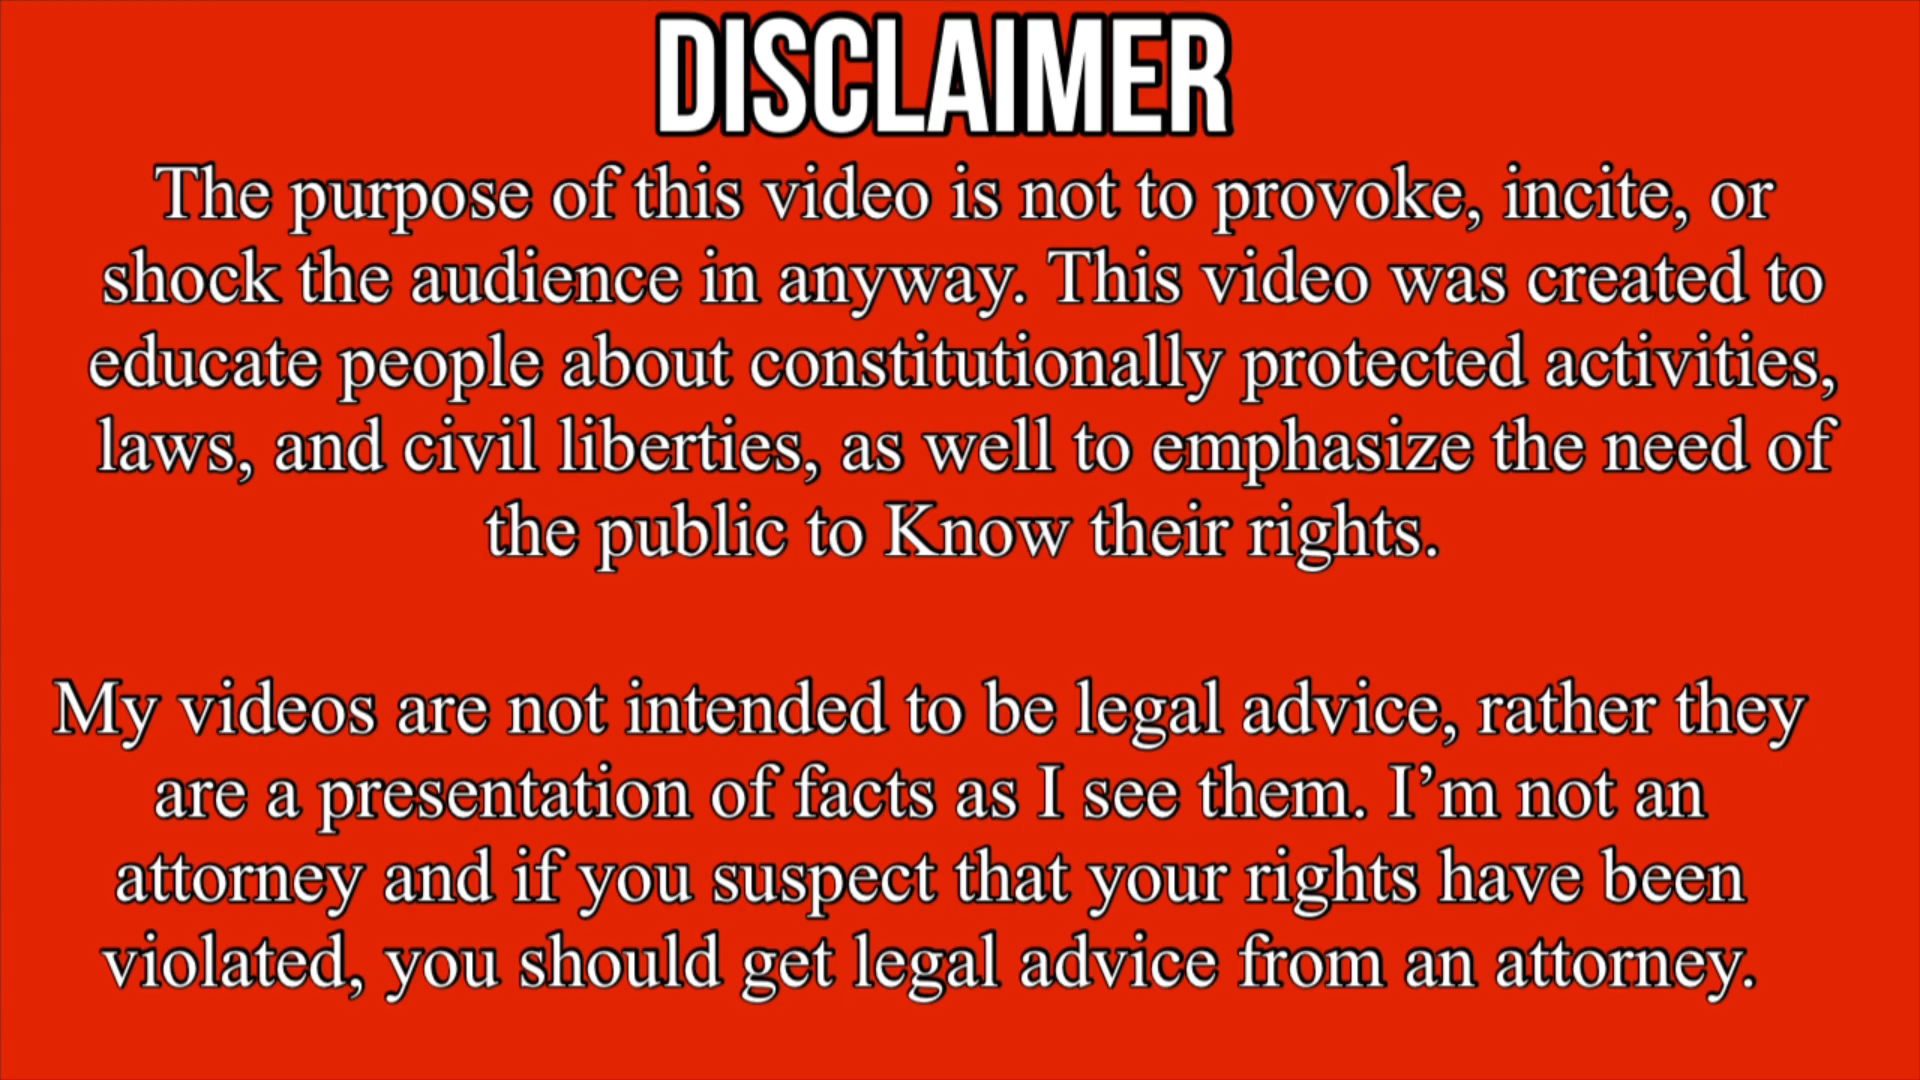 DISCLAIMER
The purpose of this video is not to provoke, incite, or
shock the audience in anyway. This video was created to
educate people about constitutionally protected activities,
laws, and civil liberties, as well to emphasize the need of
the public to Know their rights.
My videos are not intended to be legal advice, rather they
are a presentation of facts as I see them. I’m not an
attorney and if you suspect that your rights have been
violated, you should get legal advice from an attorney.